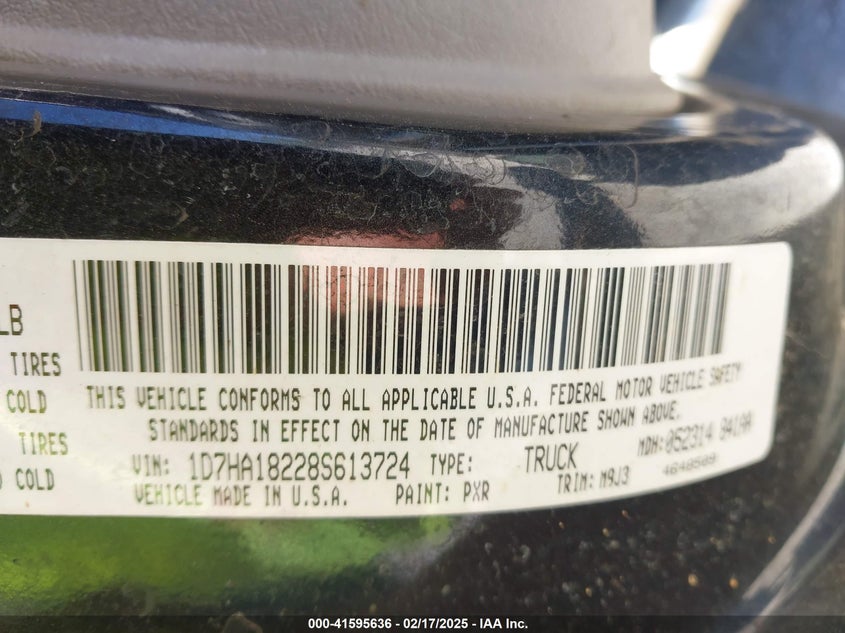 LB
TIRES
COLD
TIRES
COLD
THIS VEHICLE CONFORMS TO ALL APPLICABLE U.S.A. FEDERAL MOTOR VEHICLE SAFETY
STANDARDS IN EFFECT ON THE DATE OF MANUFACTURE SHOWN ABOVE.
VIN: 1D7HA18228S613724 TYPE: TRUCK MDH: 052314
VEHICLE MADE IN U.S.A. PAINT: PXR TRIM: M9J3
000-41595636 - 02/17/2025 - IAA Inc.